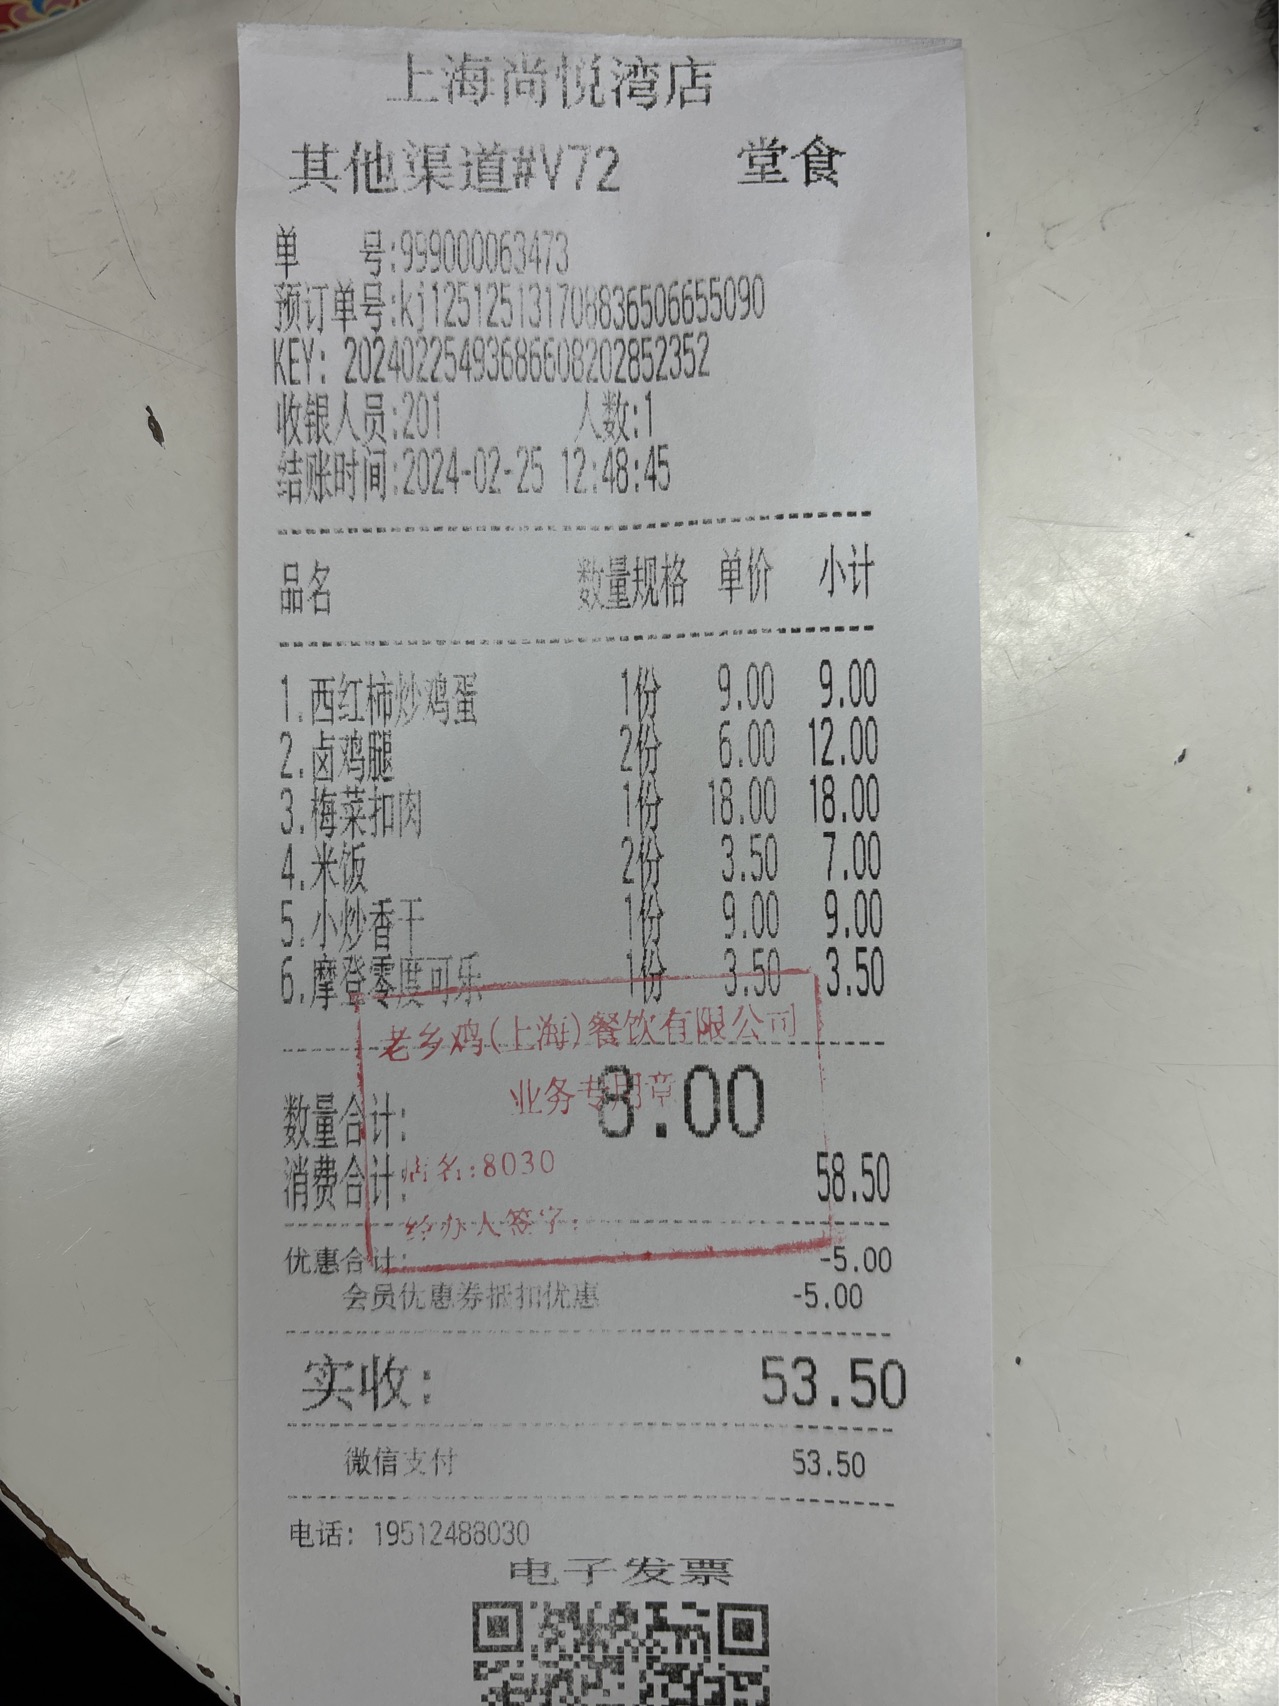 上海尚悦湾店
其他渠道#V72 堂食
单 号:999000063473
预订单号:kj1251251317088365066655090
KEY: 20240225493686608202852352
收银人员:201 人数:1
结账时间:2024-02-25 12:48:45
品名 数量规格 单价 小计
1.西红柿炒鸡蛋 1份 9.00 9.00
2.卤鸡腿 2份 6.00 12.00
3.梅菜扣肉 1份 18.00 18.00
4.米饭 2份 3.50 7.00
5.小炒香干 1份 9.00 9.00
6.摩登零度可乐 1份 3.50 3.50
老乡鸡(上海)餐饮有限公司
业务专用章
数量合计: 8.00
店名:8030
消费合计: 58.50
经办人签字:
优惠合计: -5.00
会员优惠券抵扣优惠 -5.00
实收: 53.50
微信支付 53.50
电话: 19512488030
电子发票